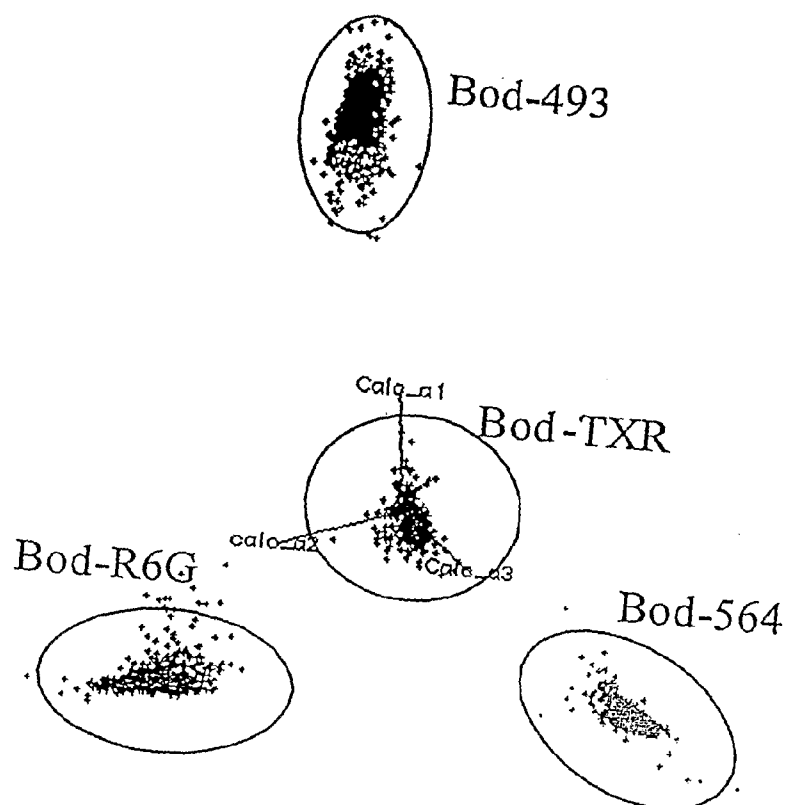 Bod-493
Calc_a1
Bod-TXR
calc_a2
Calc_a3
Bod-R6G
Bod-564